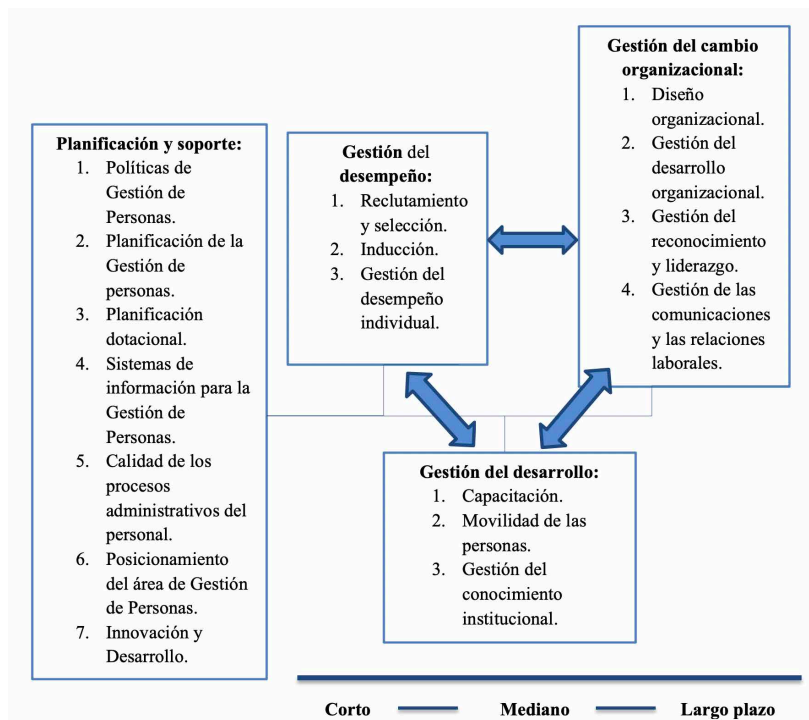 Planificación y soporte:
1. Políticas de
Gestión de
Personas.
2. Planificación de la
Gestión de
personas.
3. Planificación
dotacional.
4. Sistemas de
información para la
Gestión de
Personas.
5. Calidad de los
procesos
administrativos del
personal.
6. Posicionamiento
del área de Gestión
de Personas.
7. Innovación y
Desarrollo.
Gestión del
desempeño:
1. Reclutamiento
y selección.
2. Inducción.
3. Gestión del
desempeño
individual.
Gestión del cambio
organizacional:
1. Diseño
organizacional.
2. Gestión del
desarrollo
organizacional.
3. Gestión del
reconocimiento
y liderazgo.
4. Gestión de las
comunicaciones
y las relaciones
laborales.
Gestión del desarrollo:
1. Capacitación.
2. Movilidad de las
personas.
3. Gestión del
conocimiento
institucional.
Corto Mediano Largo plazo